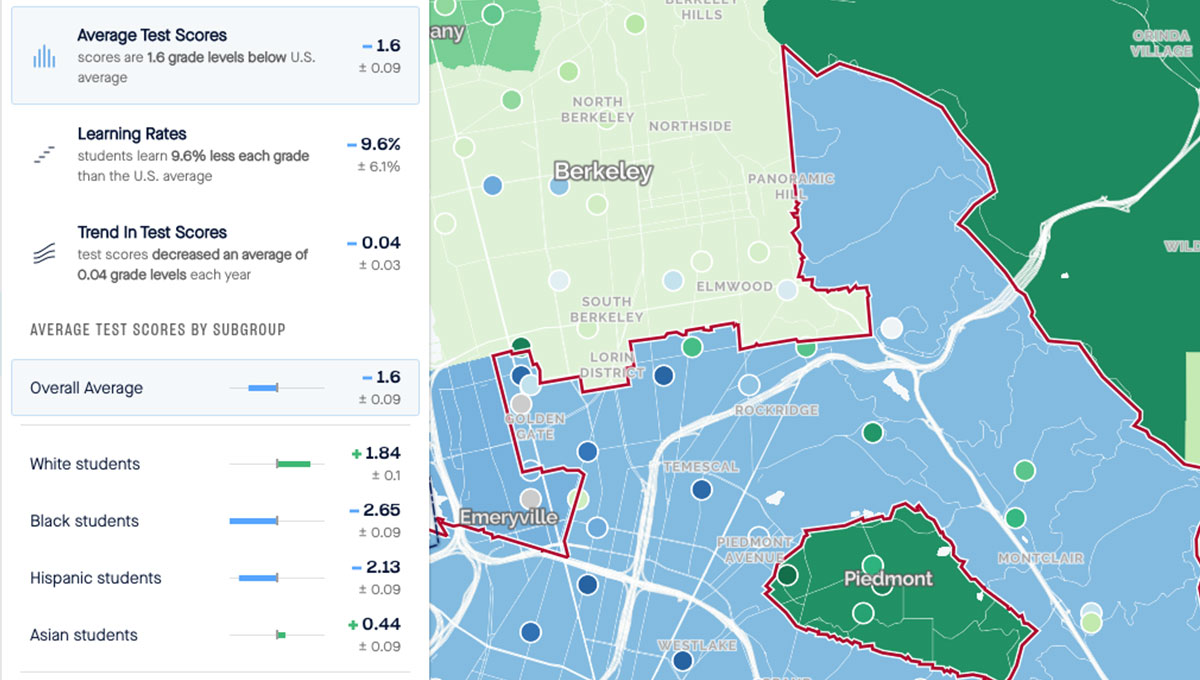 Average Test Scores
scores are 1.6 grade levels below U.S.
average
− 1.6
± 0.09
Learning Rates
students learn 9.6% less each grade
than the U.S. average
− 9.6%
± 6.1%
Trend In Test Scores
test scores decreased an average of
0.04 grade levels each year
− 0.04
± 0.03
AVERAGE TEST SCORES BY SUBGROUP
Overall Average
− 1.6
± 0.09
White students
+ 1.84
± 0.1
Black students
− 2.65
± 0.09
Hispanic students
− 2.13
± 0.09
Asian students
+ 0.44
± 0.09
BERKELEY
HILLS
any
ORINDA
VILLAGE
NORTH
BERKELEY
NORTHSIDE
Berkeley
PANORAMIC
HILL
WILD
ELMWOOD
SOUTH
BERKELEY
LORIN
DISTRICT
ROCKRIDGE
GOLDEN
GATE
TEMESCAL
Emeryville
PIEDMONT
AVENUE
MONTCLAIR
Piedmont
WESTLAKE